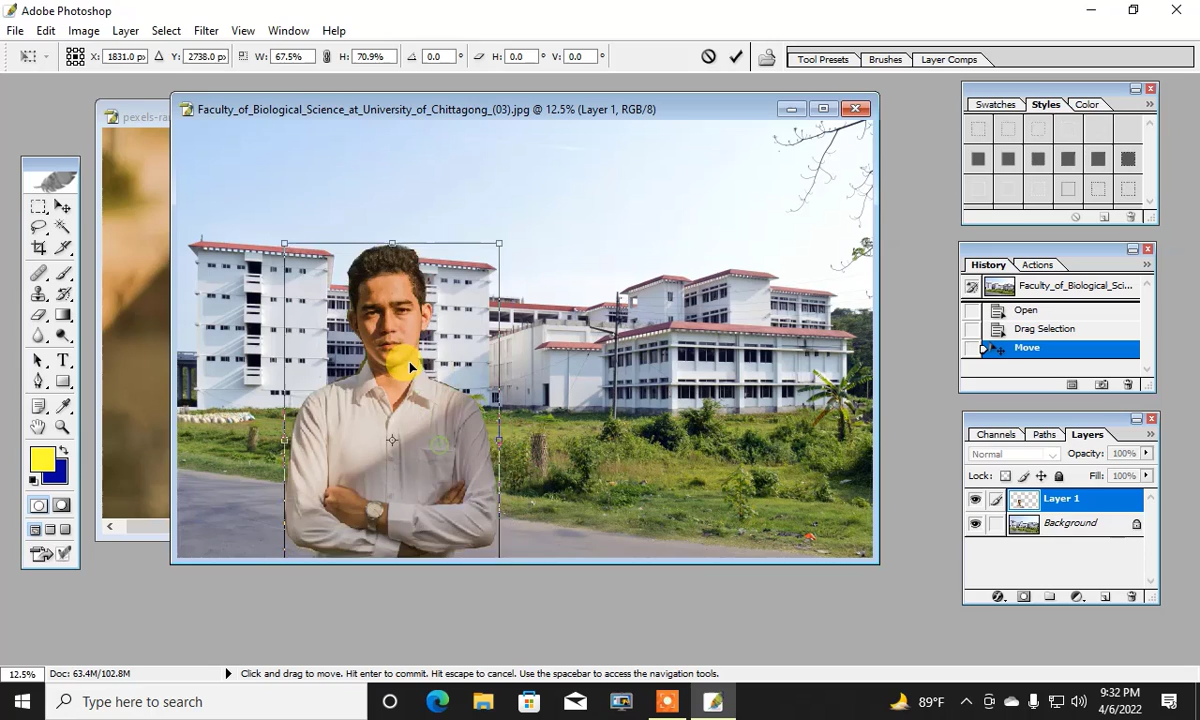 Adobe Photoshop
File Edit Image Layer Select Filter View Window Help
X: 1831.0 px Y: 2738.0 px W: 67.5% H: 70.9% 0.0 ° H: 0.0 ° V: 0.0 °
Tool Presets Brushes Layer Comps
pexels-ra
Faculty_of_Biological_Science_at_University_of_Chittagong_(03).jpg @ 12.5% (Layer 1, RGB/8)
Swatches Styles Color
History Actions
Faculty_of_Biological_Sci...
Open
Drag Selection
Move
Channels Paths Layers
Normal Opacity: 100%
Lock: Fill: 100%
Layer 1
Background
12.5% Doc: 63.4M/102.8M Click and drag to move. Hit enter to commit. Hit escape to cancel. Use the spacebar to access the navigation tools.
Type here to search
89°F
9:32 PM
4/6/2022